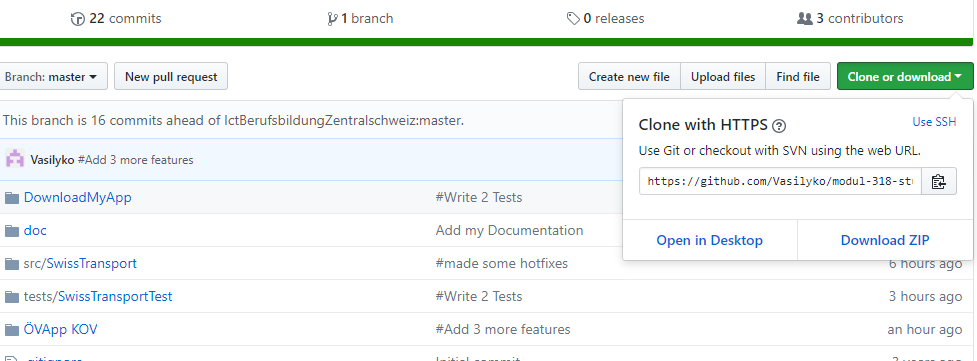 22 commits 1 branch 0 releases 3 contributors
Branch: master New pull request Create new file Upload files Find file Clone or download
This branch is 16 commits ahead of IctBerufsbildungZentralschweiz:master.
Clone with HTTPS ? Use SSH
Use Git or checkout with SVN using the web URL.
https://github.com/Vasilyko/modul-318-st
Open in Desktop Download ZIP
Vasilyko #Add 3 more features
DownloadMyApp #Write 2 Tests
doc Add my Documentation
src/SwissTransport #made some hotfixes 6 hours ago
tests/SwissTransportTest #Write 2 Tests 3 hours ago
ÖVApp KOV #Add 3 more features an hour ago
.gitignore Initial commit